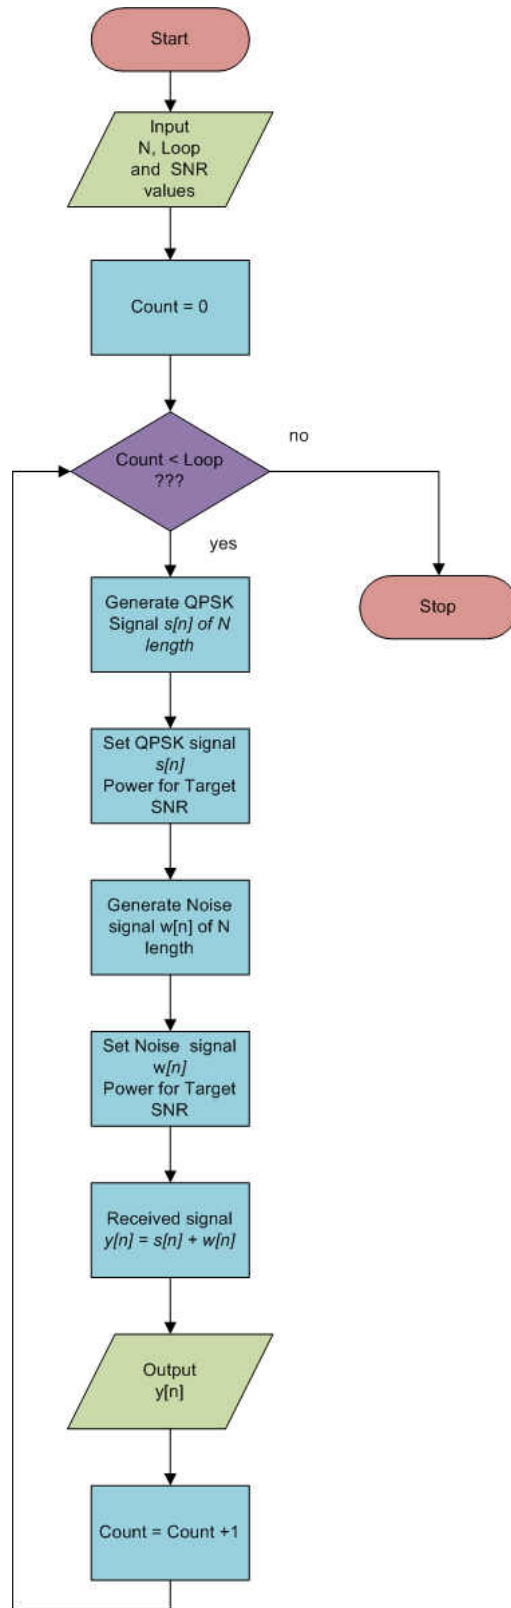 Start
Input
N, Loop
and SNR
values
Count = 0
Count < Loop
???
no
yes
Generate QPSK
Signal s[n] of N
length
Stop
Set QPSK signal
s[n]
Power for Target
SNR
Generate Noise
signal w[n] of N
length
Set Noise signal
w[n]
Power for Target
SNR
Received signal
y[n] = s[n] + w[n]
Output
y[n]
Count = Count +1